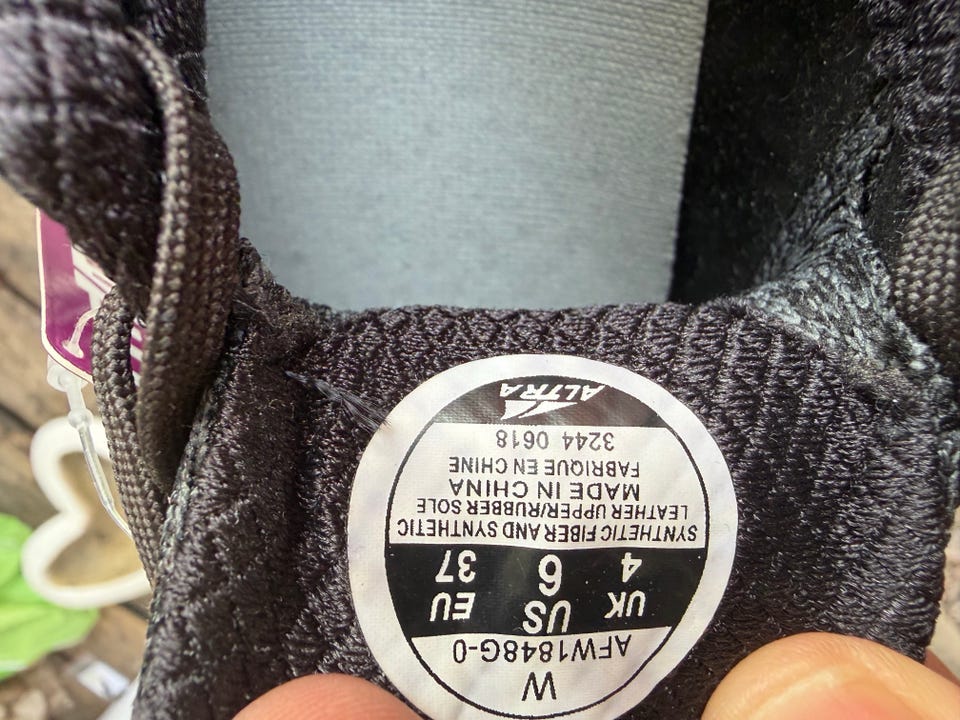 W
AFW1848G-0
UK US EU
4 6 37
SYNTHETIC FIBER AND SYNTHETIC
LEATHER UPPER/RUBBER SOLE
MADE IN CHINA
FABRIQUE EN CHINE
3244 0618
ALTRA